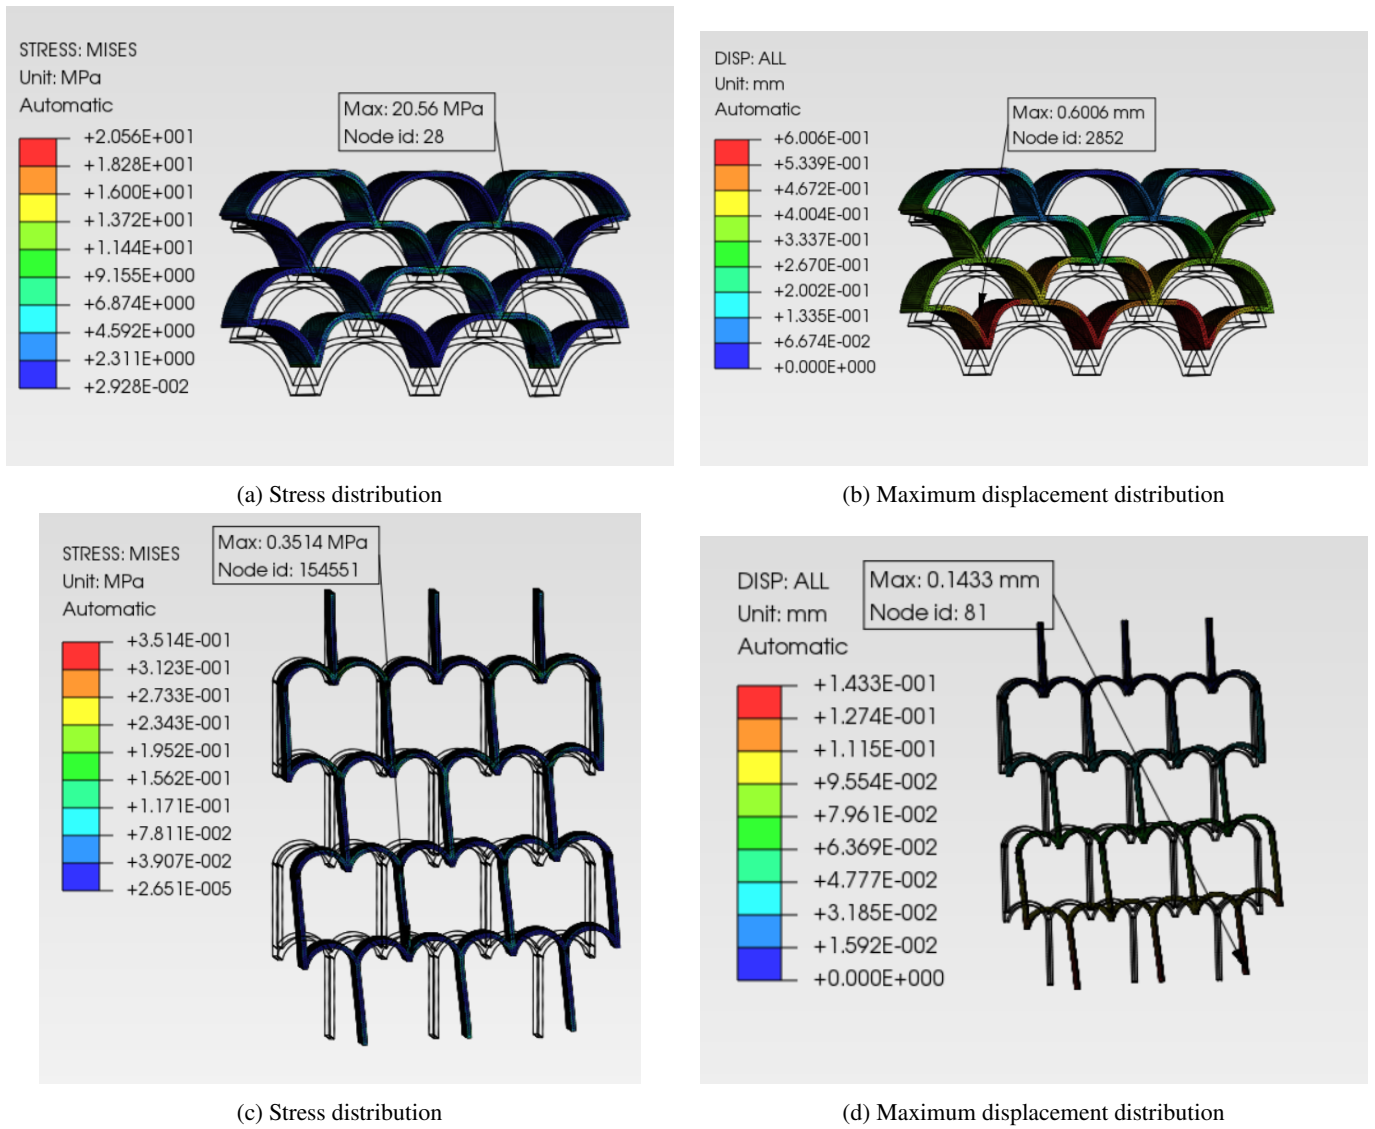 STRESS: MISES
Unit: MPa
Automatic
Max: 20.56 MPa
Node id: 28
+2.056E+001
+1.828E+001
+1.600E+001
+1.372E+001
+1.144E+001
+9.155E+000
+6.874E+000
+4.592E+000
+2.311E+000
+2.928E-002
(a) Stress distribution
DISP: ALL
Unit: mm
Automatic
Max: 0.6006 mm
Node id: 2852
+6.006E-001
+5.339E-001
+4.672E-001
+4.004E-001
+3.337E-001
+2.670E-001
+2.002E-001
+1.335E-001
+6.674E-002
+0.000E+000
(b) Maximum displacement distribution
STRESS: MISES
Unit: MPa
Automatic
Max: 0.3514 MPa
Node id: 154551
+3.514E-001
+3.123E-001
+2.733E-001
+2.343E-001
+1.952E-001
+1.562E-001
+1.171E-001
+7.811E-002
+3.907E-002
+2.651E-005
(c) Stress distribution
DISP: ALL
Unit: mm
Automatic
Max: 0.1433 mm
Node id: 81
+1.433E-001
+1.274E-001
+1.115E-001
+9.554E-002
+7.961E-002
+6.369E-002
+4.777E-002
+3.185E-002
+1.592E-002
+0.000E+000
(d) Maximum displacement distribution